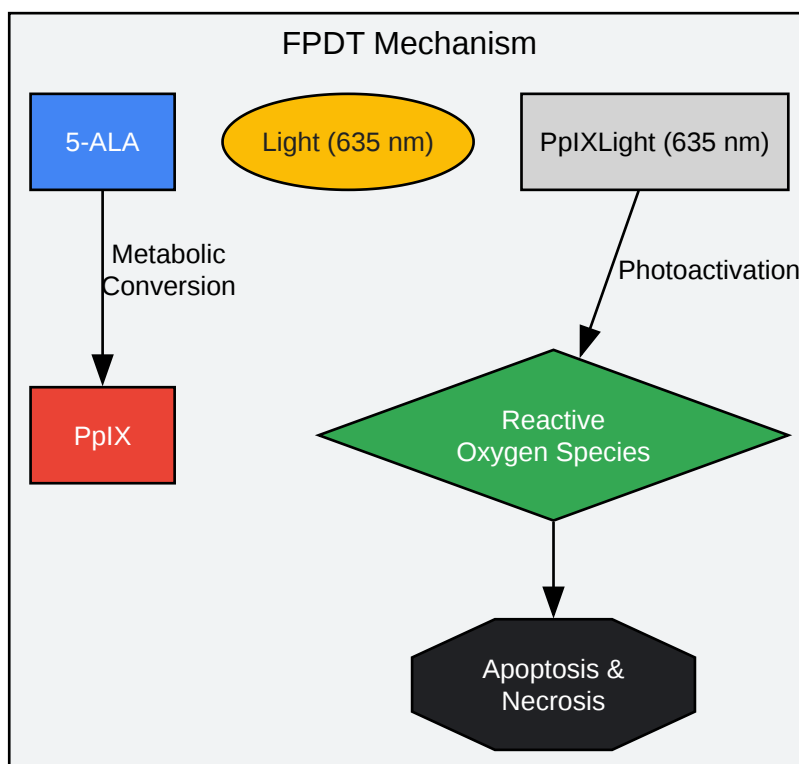 FPDT Mechanism
5-ALA
Light (635 nm)
PpIXLight (635 nm)
Metabolic
Conversion
Photoactivation
PpIX
Reactive
Oxygen Species
Apoptosis &
Necrosis